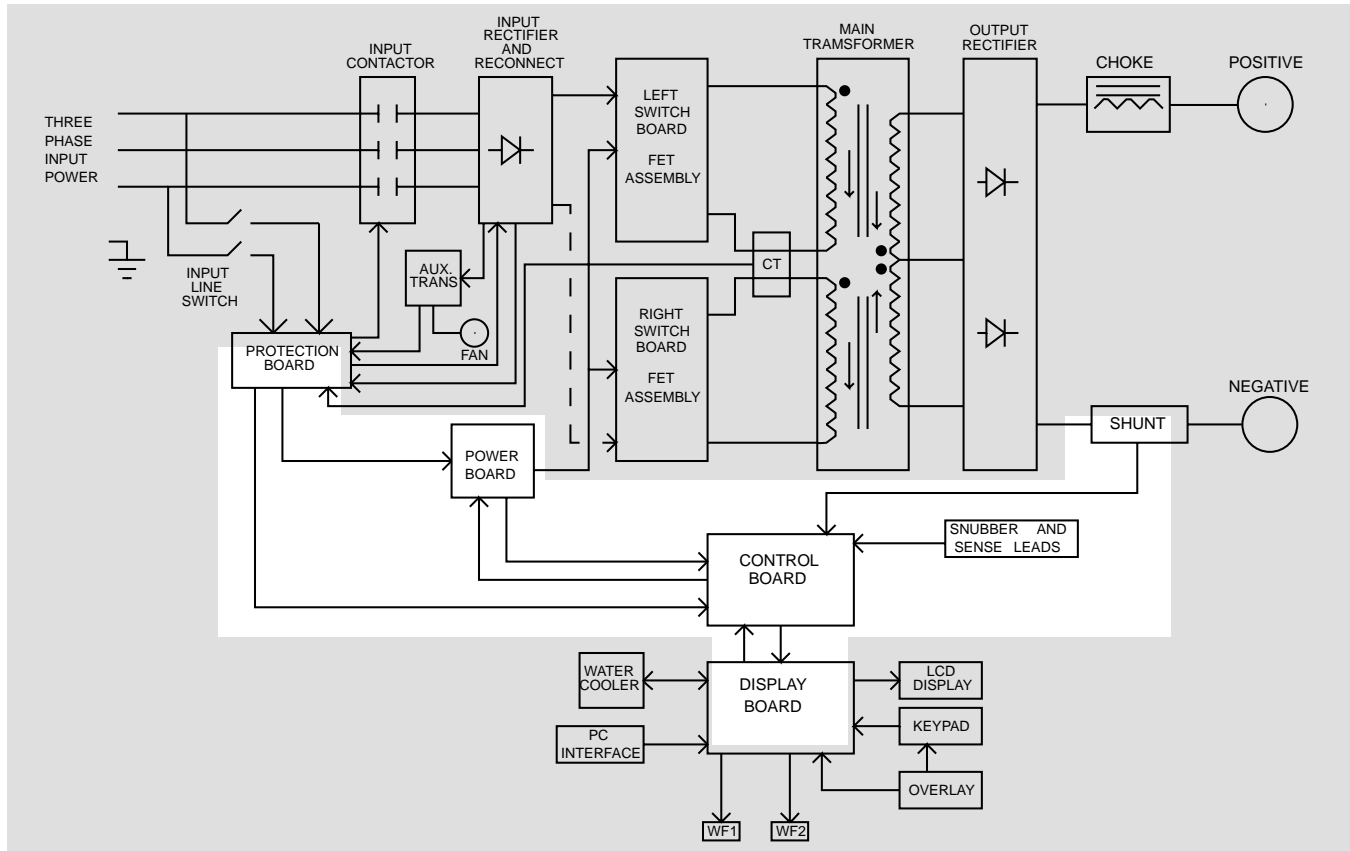 INPUT
CONTACTOR
INPUT
RECTIFIER
AND
RECONNECT
MAIN
TRAMSFORMER
OUTPUT
RECTIFIER
CHOKE
POSITIVE
THREE
PHASE
INPUT
POWER
LEFT
SWITCH
BOARD
FET
ASSEMBLY
INPUT
LINE
SWITCH
AUX.
TRANS
FAN
CT
PROTECTION
BOARD
RIGHT
SWITCH
BOARD
FET
ASSEMBLY
NEGATIVE
SHUNT
POWER
BOARD
CONTROL
BOARD
SNUBBER AND
SENSE LEADS
WATER
COOLER
DISPLAY
BOARD
LCD
DISPLAY
KEYPAD
PC
INTERFACE
OVERLAY
WF1
WF2